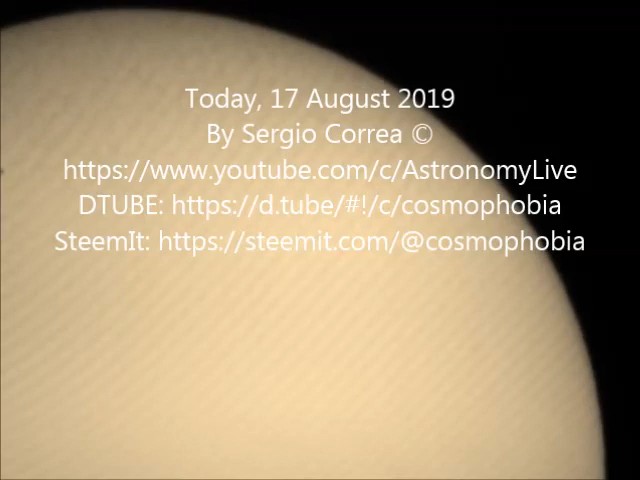 Today, 17 August 2019
By Sergio Correa ©
https://www.youtube.com/c/AstronomyLive
DTUBE: https://d.tube/#!/c/cosmophobia
SteemIt: https://steemit.com/@cosmophobia